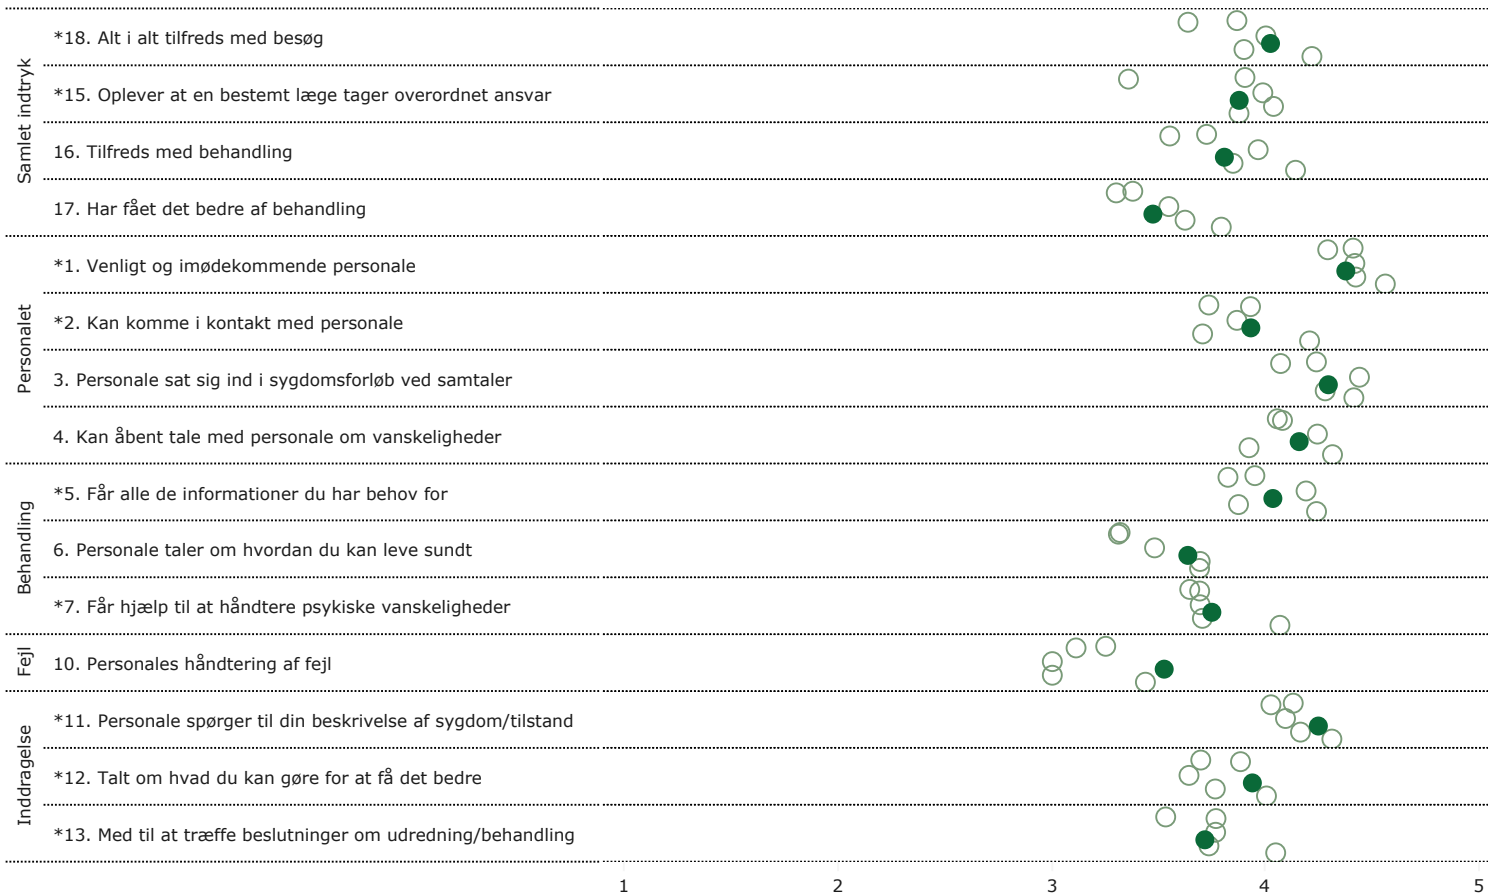 Samlet indtryk
*18. Alt i alt tilfreds med besøg
*15. Oplever at en bestemt læge tager overordnet ansvar
16. Tilfreds med behandling
17. Har fået det bedre af behandling
Personalet
*1. Venligt og imødekommende personale
*2. Kan komme i kontakt med personale
3. Personale sat sig ind i sygdomsforløb ved samtaler
4. Kan åbent tale med personale om vanskeligheder
Behandling
*5. Får alle de informationer du har behov for
6. Personale taler om hvordan du kan leve sundt
*7. Får hjælp til at håndtere psykiske vanskeligheder
Fejl
10. Personales håndtering af fejl
Inddragelse
*11. Personale spørger til din beskrivelse af sygdom/tilstand
*12. Talt om hvad du kan gøre for at få det bedre
*13. Med til at træffe beslutninger om udredning/behandling
1 2 3 4 5